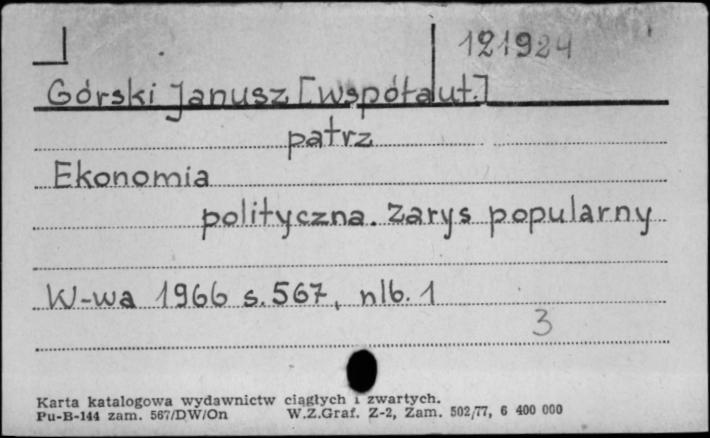 121924
Górski Janusz [współaut.]
patrz
Ekonomia
polityczna. Zarys popularny
W-wa 1966 s. 567, nlb. 1
3
Karta katalogowa wydawnictw ciągłych i zwartych.
Pu-B-144 zam. 567/DW/On W.Z.Graf. Z-2, Zam. 502/77, 6 400 000